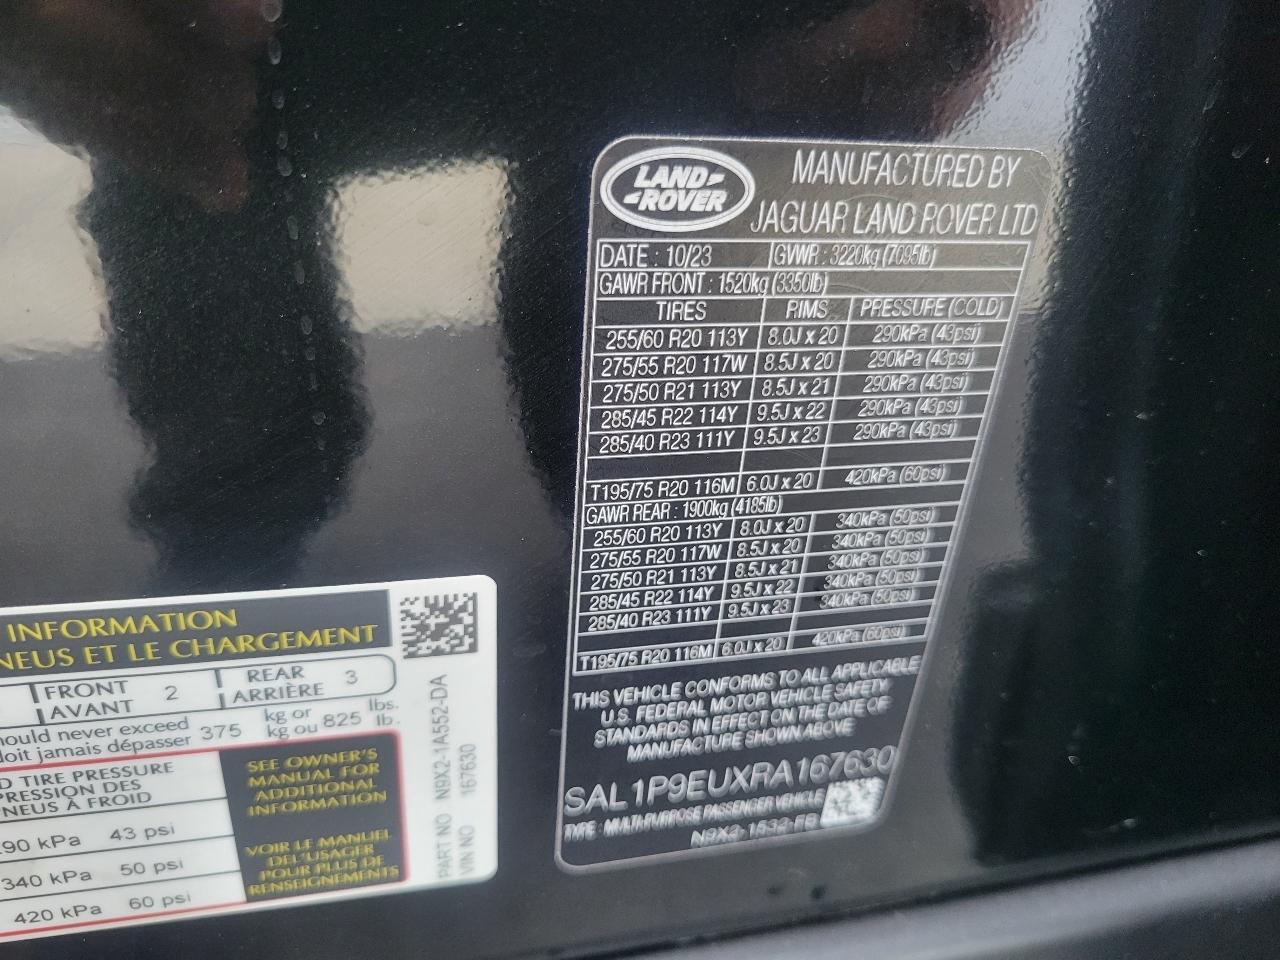 INFORMATION
NEUS ET LE CHARGEMENT
FRONT 2 REAR 3
AVANT ARRIÈRE
hould never exceed 375 kg or 825 lbs.
doit jamais dépasser kg ou lb.
D TIRE PRESSURE
PRESSION DES
NEUS À FROID
290 kPa 43 psi
340 kPa 50 psi
420 kPa 60 psi
SEE OWNER'S
MANUAL FOR
ADDITIONAL
INFORMATION
VOIR LE MANUEL
DEL'USAGER
POUR PLUS DE
RENSEIGNEMENTS
PART NO N9X2-1A552-DA
VIN NO 167630
LAND
ROVER
MANUFACTURED BY
JAGUAR LAND ROVER LTD
DATE : 10/23 GVWR : 3220kg (7095lb)
GAWR FRONT : 1520kg (3350lb)
TIRES RIMS PRESSURE (COLD)
255/60 R20 113Y 8.0J x 20 290kPa (43psi)
275/55 R20 117W 8.5J x 20 290kPa (43psi)
275/50 R21 113Y 8.5J x 21 290kPa (43psi)
285/45 R22 114Y 9.5J x 22 290kPa (43psi)
285/40 R23 111Y 9.5J x 23 290kPa (43psi)
T195/75 R20 116M 6.0J x 20 420kPa (60psi)
GAWR REAR : 1900kg (4185lb)
255/60 R20 113Y 8.0J x 20 340kPa (50psi)
275/55 R20 117W 8.5J x 20 340kPa (50psi)
275/50 R21 113Y 8.5J x 21 340kPa (50psi)
285/45 R22 114Y 9.5J x 22 340kPa (50psi)
285/40 R23 111Y 9.5J x 23 340kPa (50psi)
T195/75 R20 116M 6.0J x 20 420kPa (60psi)
THIS VEHICLE CONFORMS TO ALL APPLICABLE
U.S. FEDERAL MOTOR VEHICLE SAFETY
STANDARDS IN EFFECT ON THE DATE OF
MANUFACTURE SHOWN ABOVE
SAL1P9EUXRA167630
TYPE : MULTI-PURPOSE PASSENGER VEHICLE
N9X2-1532-FB